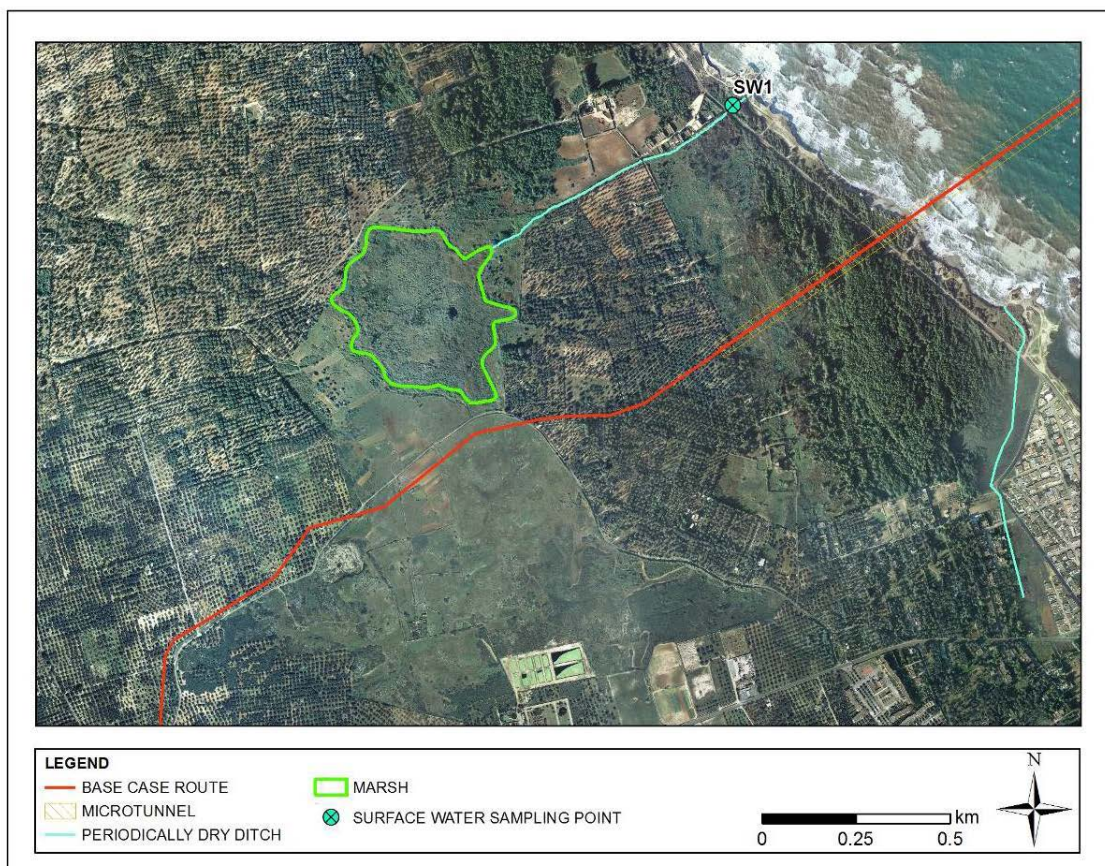 SW1
LEGEND
BASE CASE ROUTE
MICROTUNNEL
PERIODICALLY DRY DITCH
MARSH
SURFACE WATER SAMPLING POINT
km
0 0.25 0.5
N